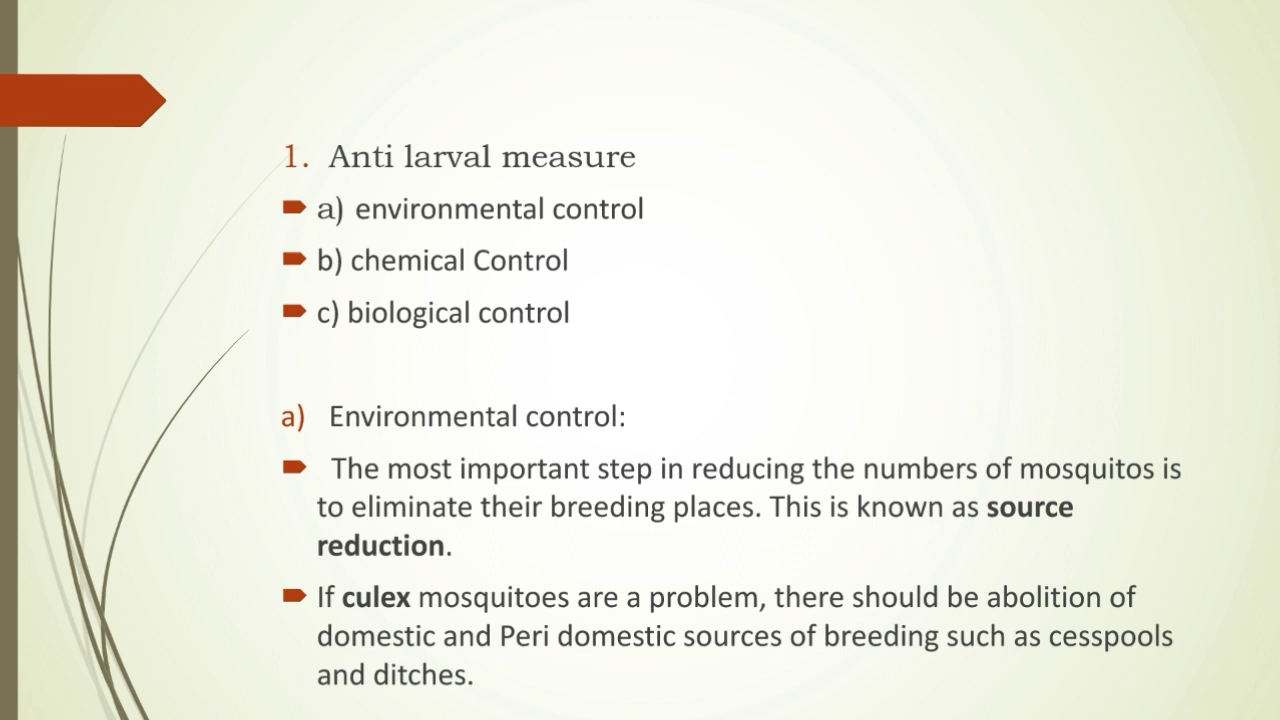 1. Anti larval measure
a) environmental control
b) chemical Control
c) biological control
a) Environmental control:
The most important step in reducing the numbers of mosquitos is
to eliminate their breeding places. This is known as source
reduction.
If culex mosquitoes are a problem, there should be abolition of
domestic and Peri domestic sources of breeding such as cesspools
and ditches.